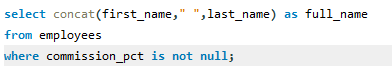 select concat(first_name," ",last_name) as full_name
from employees
where commission_pct is not null;